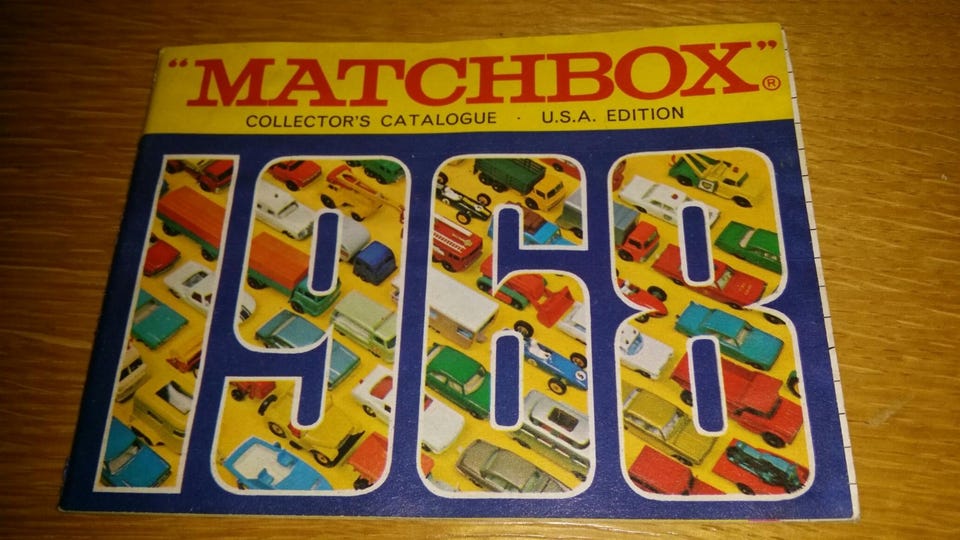 "MATCHBOX"®
COLLECTOR'S CATALOGUE · U.S.A. EDITION
1968